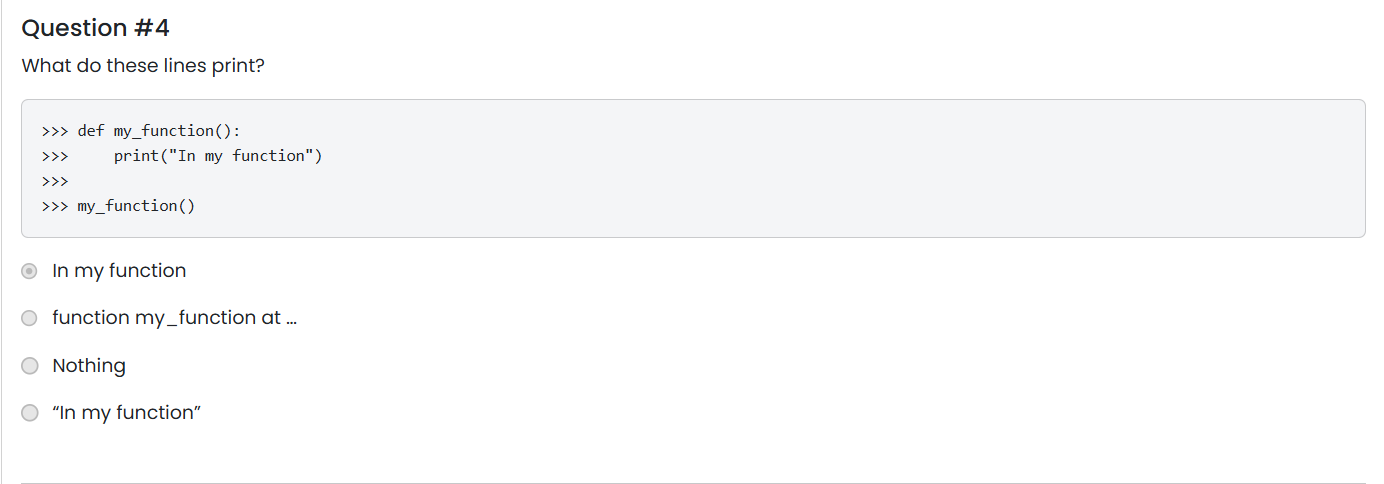 Question #4
What do these lines print?
>>> def my_function():
>>>     print("In my function")
>>>
>>> my_function()
In my function
function my_function at ...
Nothing
“In my function”